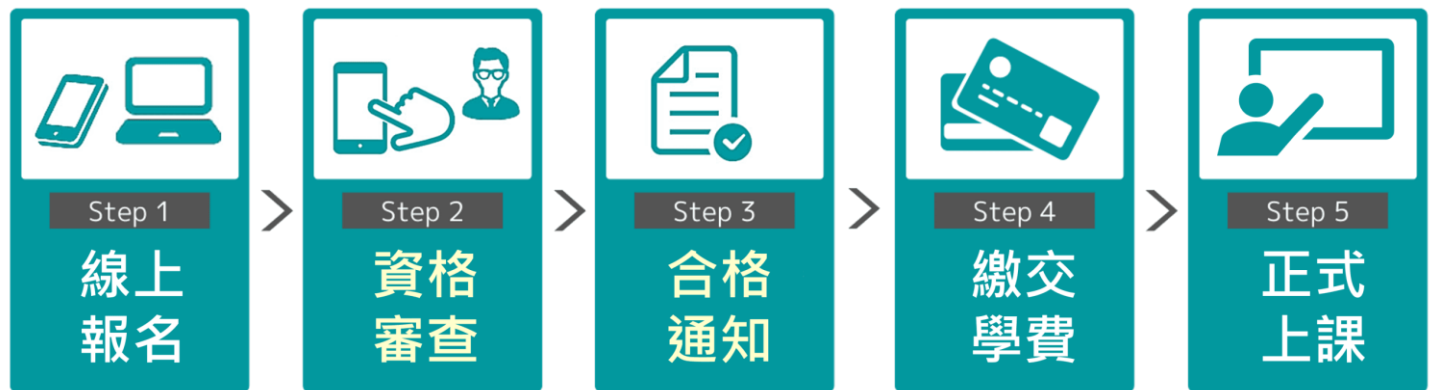 Step 1
線上
報名
Step 2
資格
審查
Step 3
合格
通知
Step 4
繳交
學費
Step 5
正式
上課